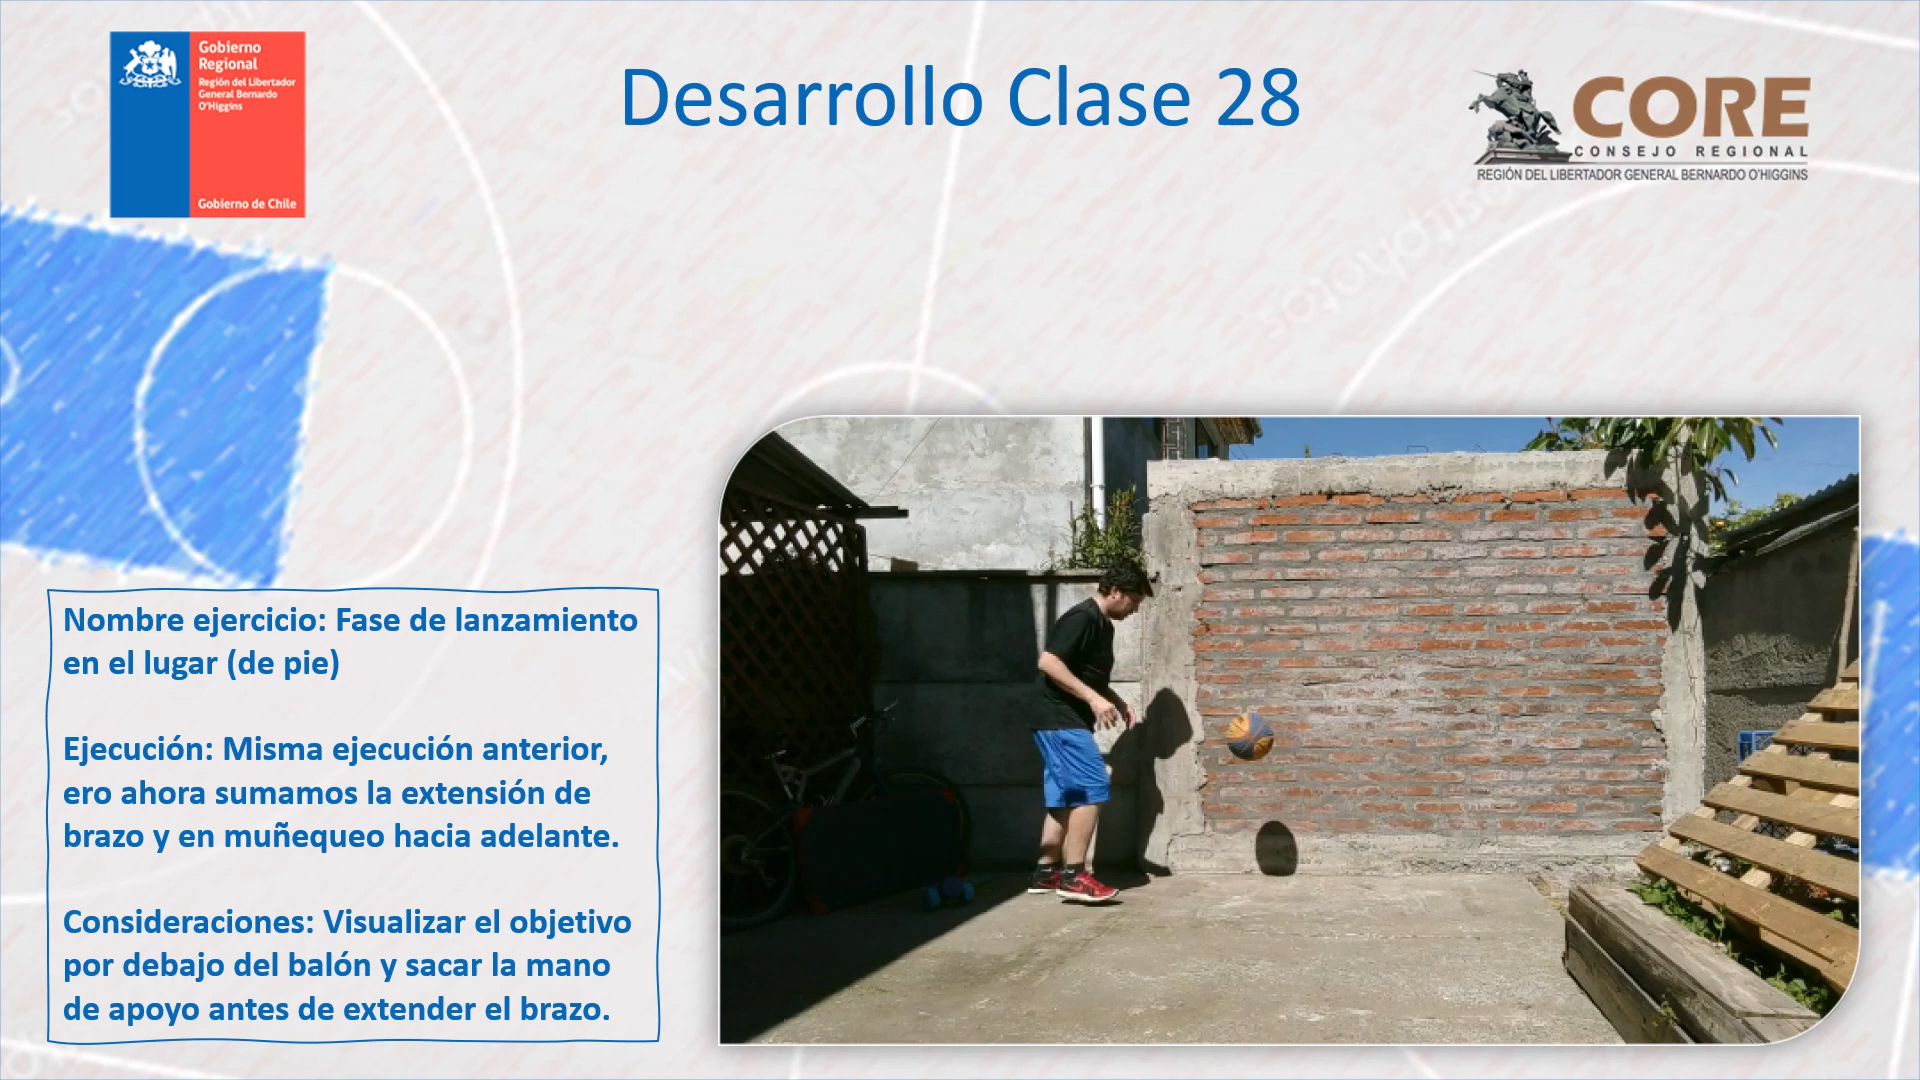 Gobierno
Regional
Región del Libertador
General Bernardo
O'Higgins
Gobierno de Chile
Desarrollo Clase 28
CORE
CONSEJO REGIONAL
REGIÓN DEL LIBERTADOR GENERAL BERNARDO O'HIGGINS
Nombre ejercicio: Fase de lanzamiento
en el lugar (de pie)
Ejecución: Misma ejecución anterior,
ero ahora sumamos la extensión de
brazo y en muñequeo hacia adelante.
Consideraciones: Visualizar el objetivo
por debajo del balón y sacar la mano
de apoyo antes de extender el brazo.